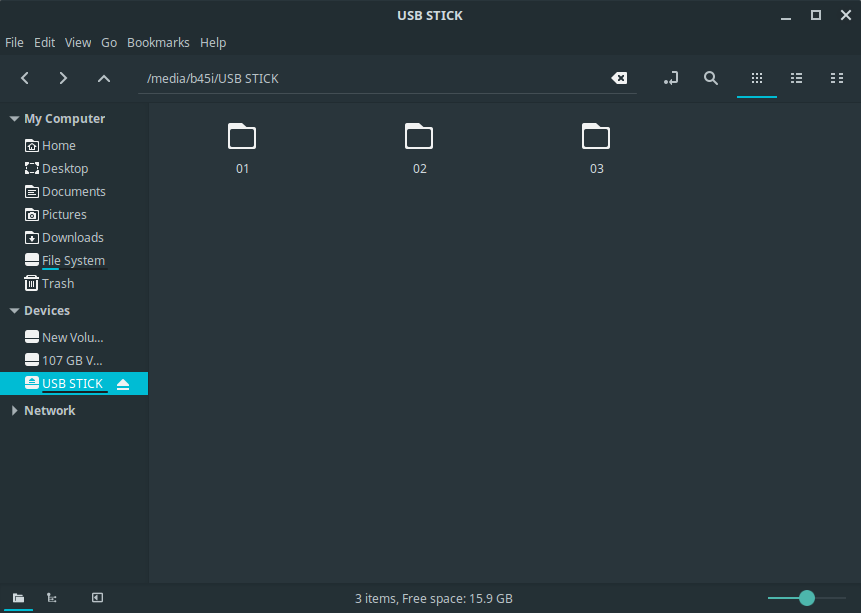 USB STICK
File Edit View Go Bookmarks Help
/media/b45i/USB STICK
My Computer
Home
Desktop
Documents
Pictures
Downloads
File System
Trash
Devices
New Volu...
107 GB V...
USB STICK
Network
01 02 03
3 items, Free space: 15.9 GB